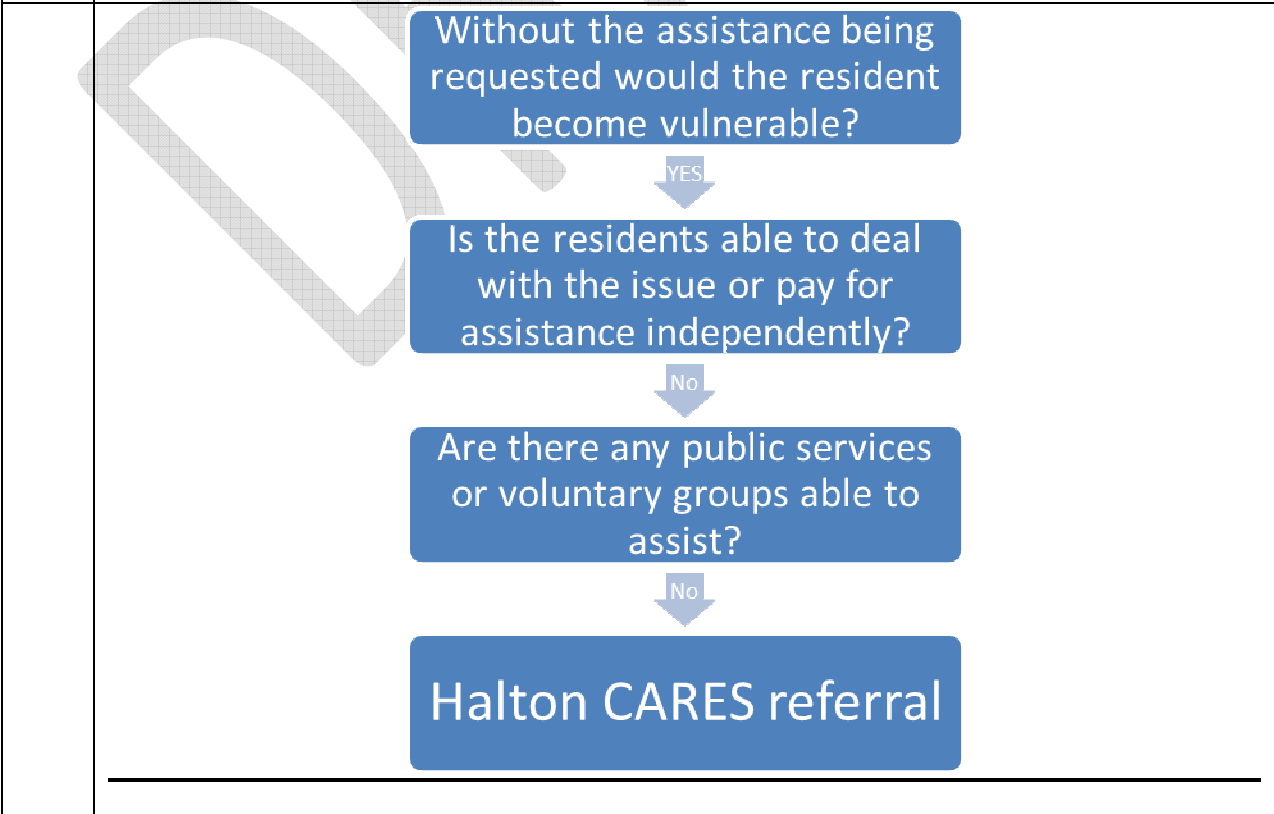 Without the assistance being
requested would the resident
become vulnerable?
YES
Is the residents able to deal
with the issue or pay for
assistance independently?
No
Are there any public services
or voluntary groups able to
assist?
No
Halton CARES referral